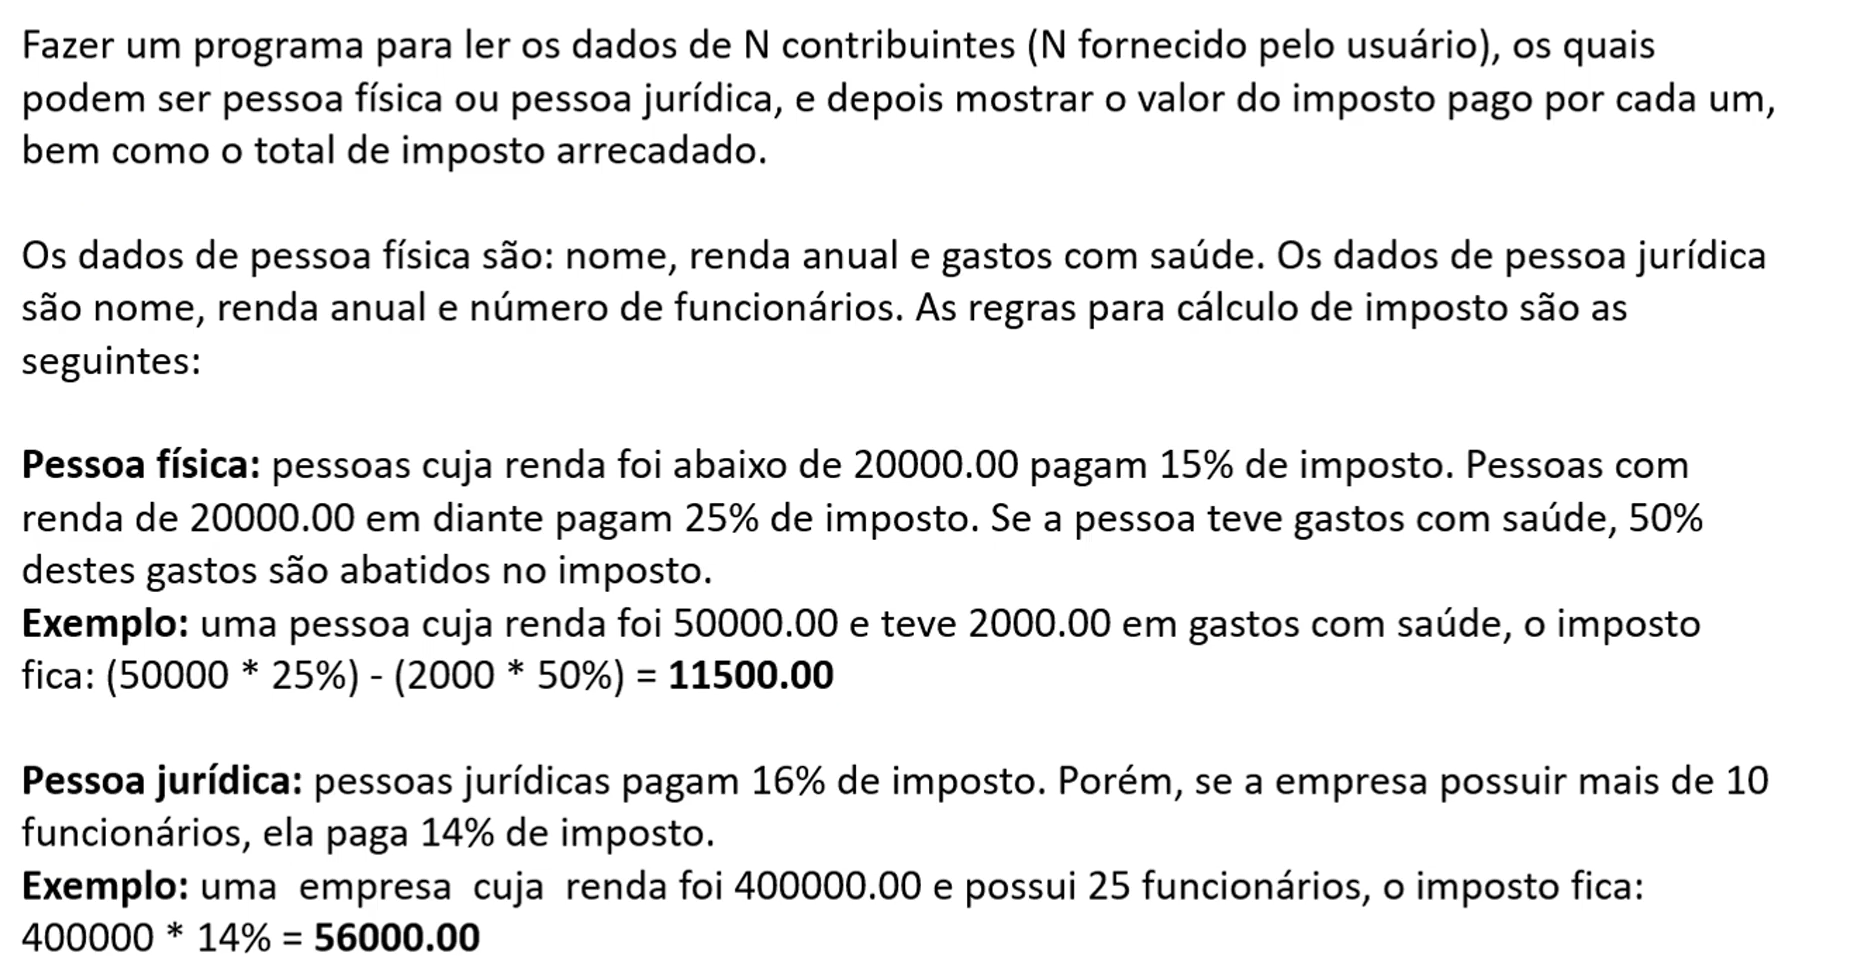 Fazer um programa para ler os dados de N contribuintes (N fornecido pelo usuário), os quais
podem ser pessoa física ou pessoa jurídica, e depois mostrar o valor do imposto pago por cada um,
bem como o total de imposto arrecadado.
Os dados de pessoa física são: nome, renda anual e gastos com saúde. Os dados de pessoa jurídica
são nome, renda anual e número de funcionários. As regras para cálculo de imposto são as
seguintes:
Pessoa física: pessoas cuja renda foi abaixo de 20000.00 pagam 15% de imposto. Pessoas com
renda de 20000.00 em diante pagam 25% de imposto. Se a pessoa teve gastos com saúde, 50%
destes gastos são abatidos no imposto.
Exemplo: uma pessoa cuja renda foi 50000.00 e teve 2000.00 em gastos com saúde, o imposto
fica: (50000 * 25%) - (2000 * 50%) = 11500.00
Pessoa jurídica: pessoas jurídicas pagam 16% de imposto. Porém, se a empresa possuir mais de 10
funcionários, ela paga 14% de imposto.
Exemplo: uma empresa cuja renda foi 400000.00 e possui 25 funcionários, o imposto fica:
400000 * 14% = 56000.00